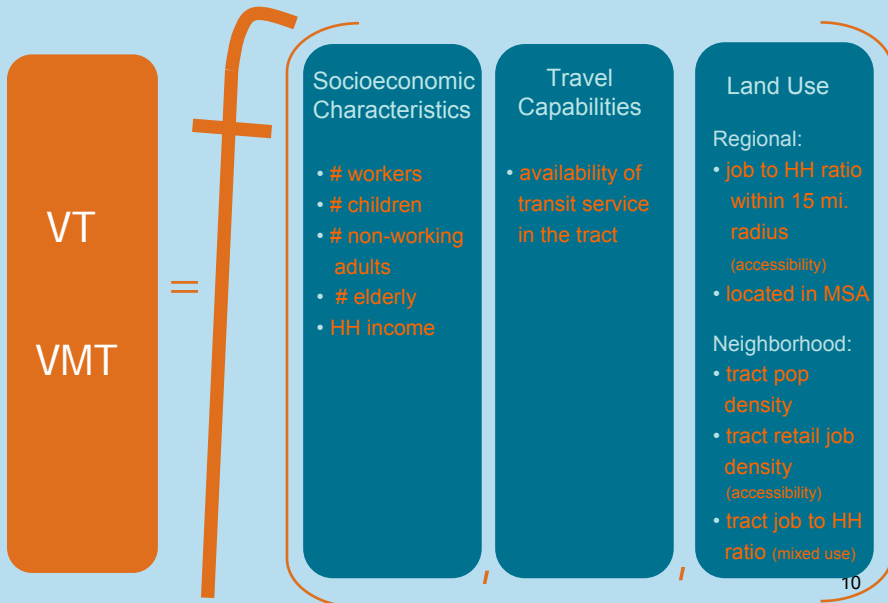 VT
VMT
=
f
(
Socioeconomic
Characteristics
• # workers
• # children
• # non-working
adults
• # elderly
• HH income
,
Travel
Capabilities
• availability of
transit service
in the tract
,
Land Use
Regional:
• job to HH ratio
within 15 mi.
radius
(accessibility)
• located in MSA
Neighborhood:
• tract pop
density
• tract retail job
density
(accessibility)
• tract job to HH
ratio (mixed use)
)
10